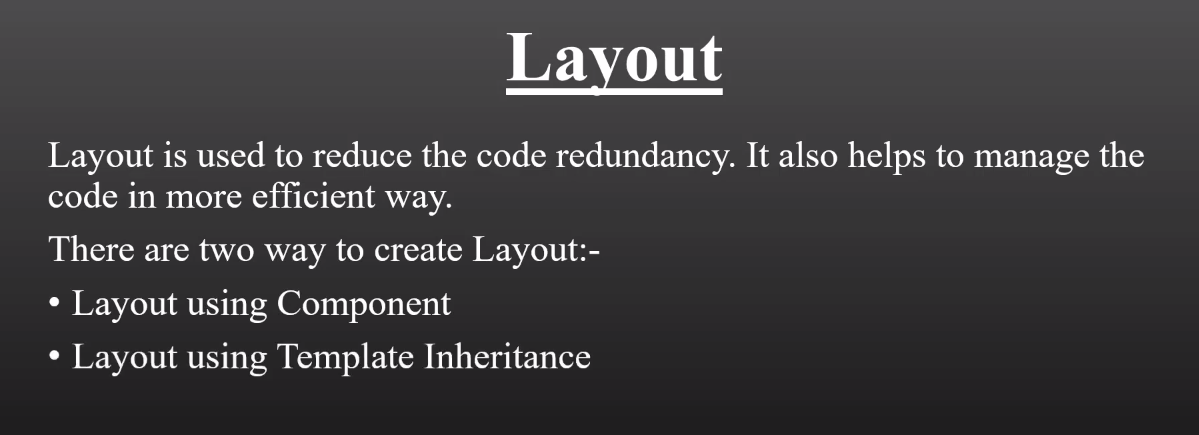 Layout
Layout is used to reduce the code redundancy. It also helps to manage the
code in more efficient way.
There are two way to create Layout:-
• Layout using Component
• Layout using Template Inheritance